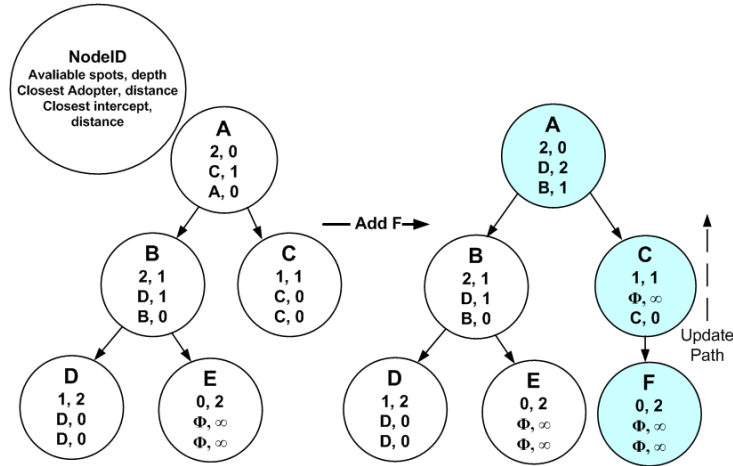 NodeID
Avaliable spots, depth
Closest Adopter, distance
Closest intercept,
distance
A
2, 0
C, 1
A, 0
B
2, 1
D, 1
B, 0
C
1, 1
C, 0
C, 0
D
1, 2
D, 0
D, 0
E
0, 2
Φ, ∞
Φ, ∞
Add F
A
2, 0
D, 2
B, 1
B
2, 1
D, 1
B, 0
C
1, 1
Φ, ∞
C, 0
Update
Path
D
1, 2
D, 0
D, 0
E
0, 2
Φ, ∞
Φ, ∞
F
0, 2
Φ, ∞
Φ, ∞